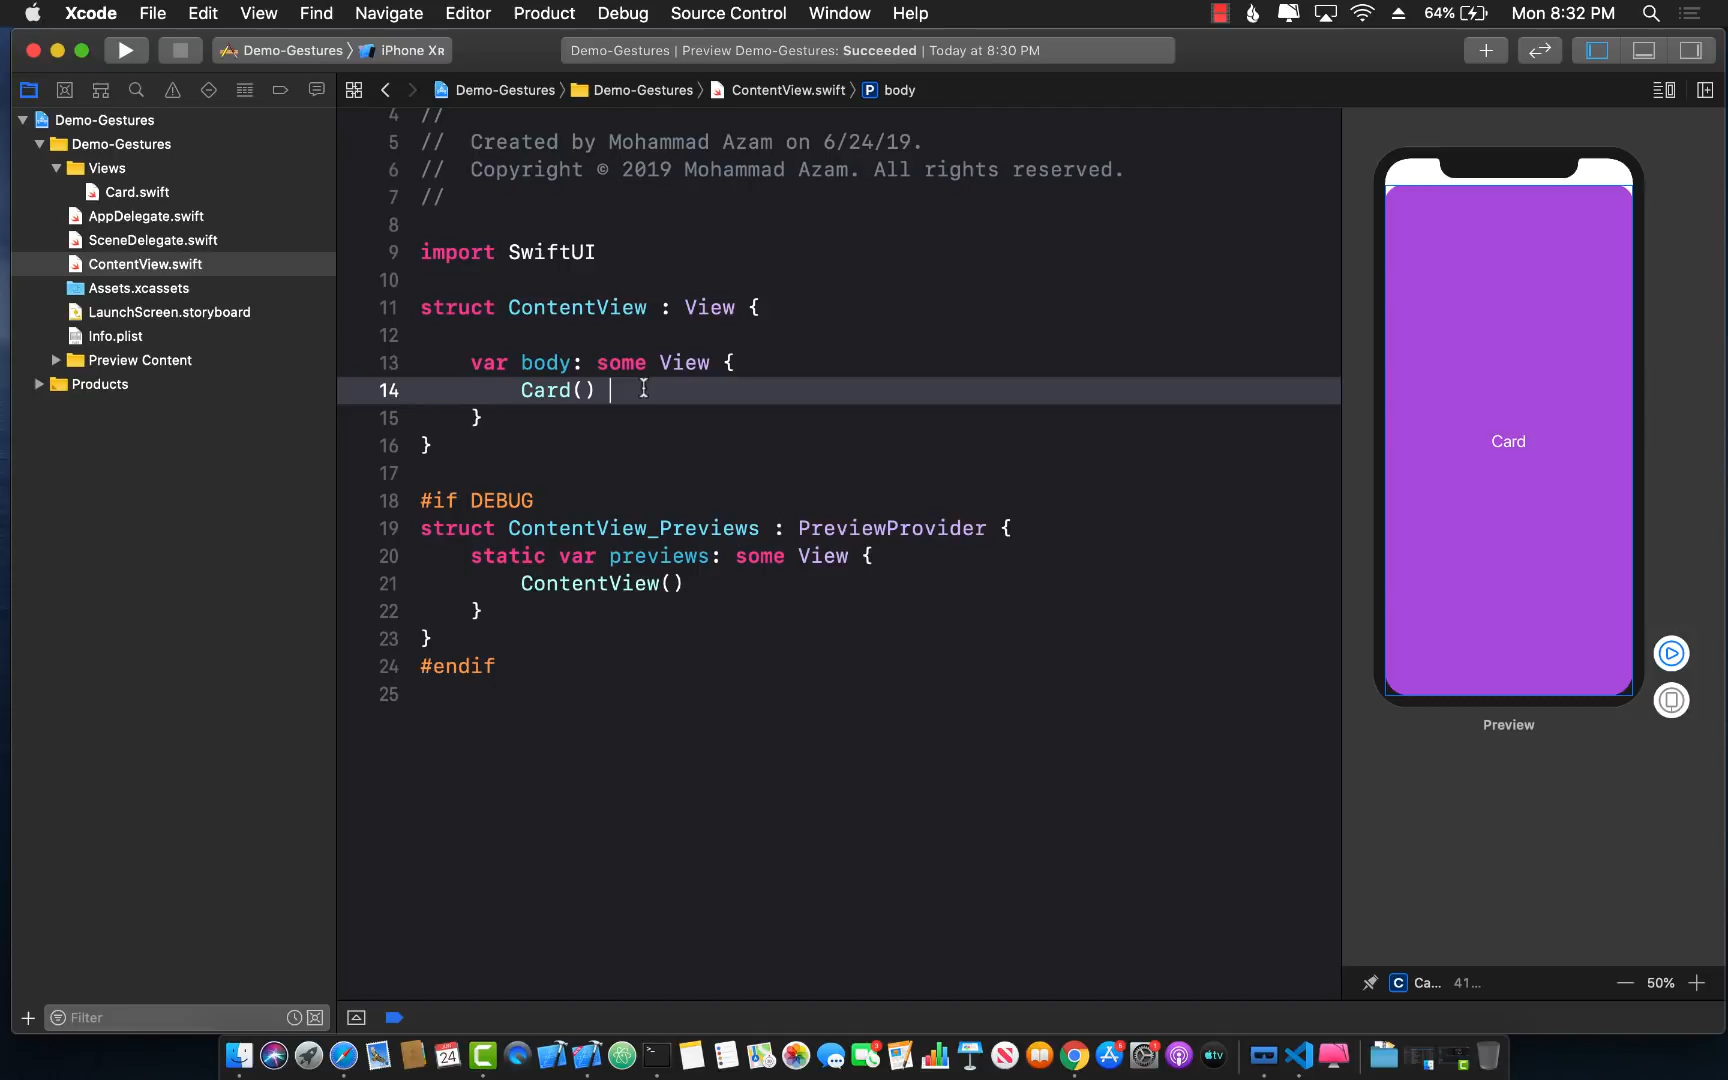 Xcode File Edit View Find Navigate Editor Product Debug Source Control Window Help 64% Mon 8:32 PM
Demo-Gestures iPhone XR Demo-Gestures | Preview Demo-Gestures: Succeeded | Today at 8:30 PM
Demo-Gestures Demo-Gestures ContentView.swift P body
Demo-Gestures
Demo-Gestures
Views
Card.swift
AppDelegate.swift
SceneDelegate.swift
ContentView.swift
Assets.xcassets
LaunchScreen.storyboard
Info.plist
Preview Content
Products
4 //
5 // Created by Mohammad Azam on 6/24/19.
6 // Copyright © 2019 Mohammad Azam. All rights reserved.
7 //
8
9 import SwiftUI
10
11 struct ContentView : View {
12
13 var body: some View {
14 Card()
15 }
16 }
17
18 #if DEBUG
19 struct ContentView_Previews : PreviewProvider {
20 static var previews: some View {
21 ContentView()
22 }
23 }
24 #endif
25
Card
Preview
C Ca... 41... 50%
Filter
24
tv